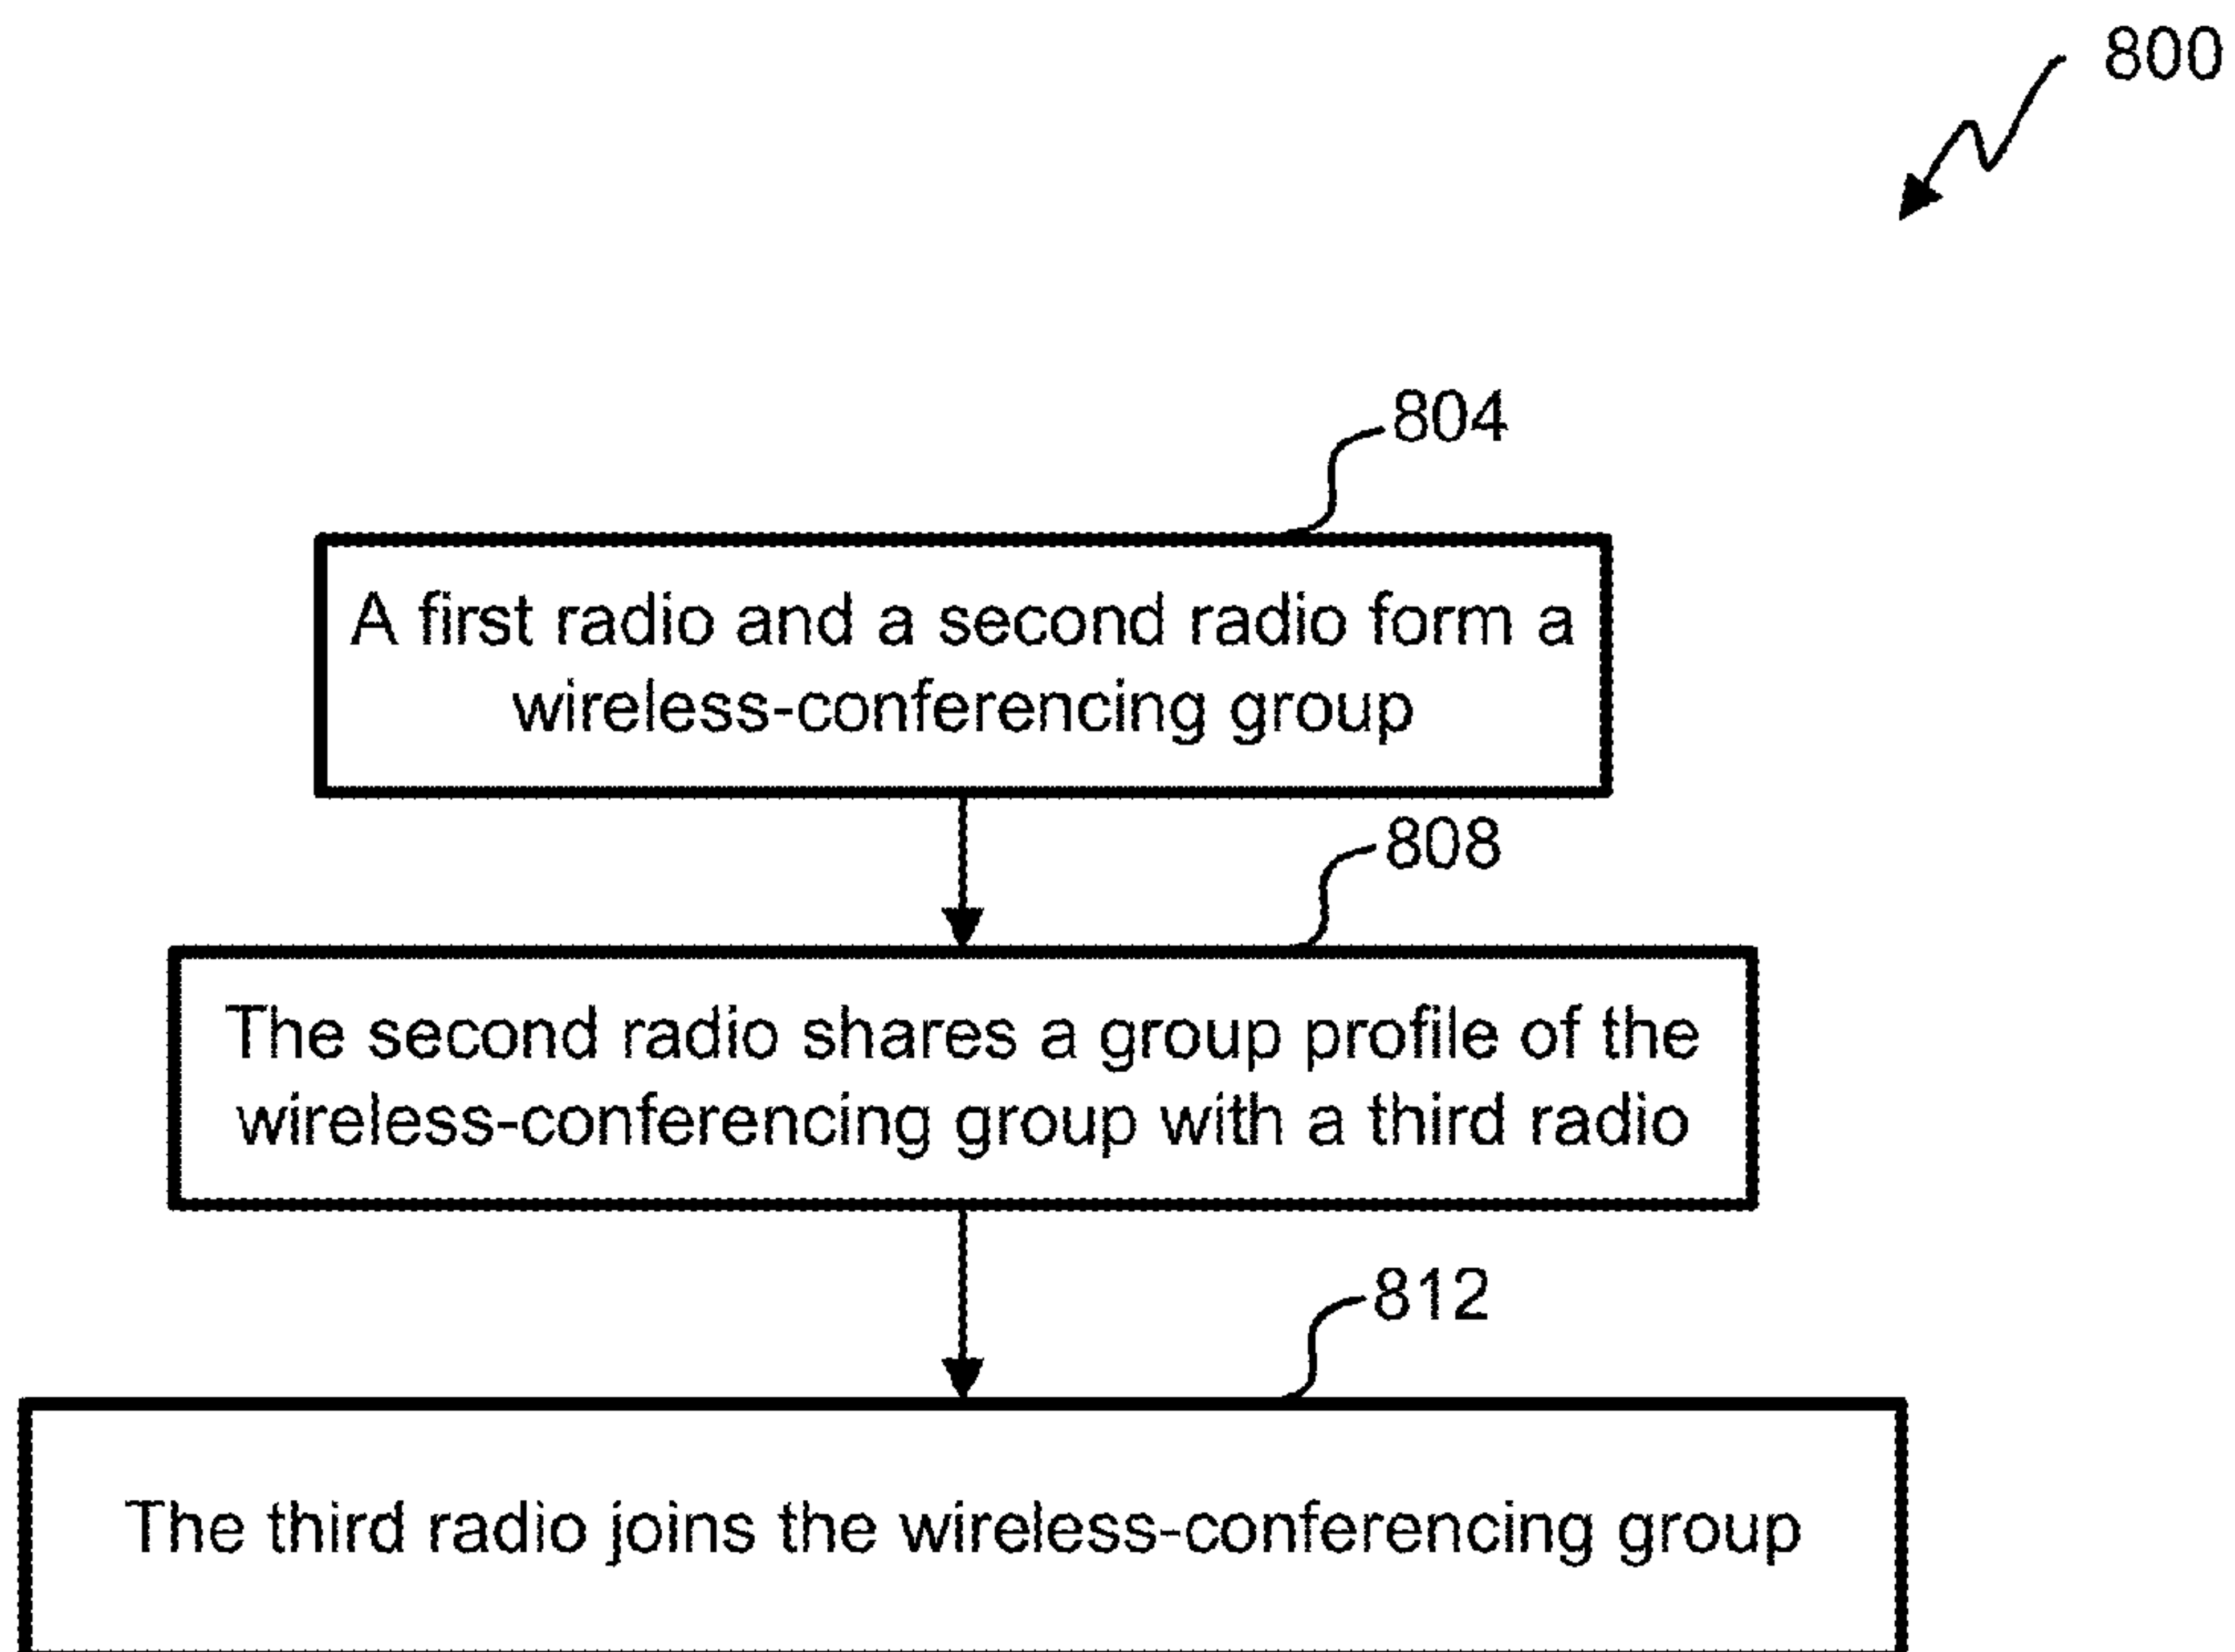 800
804
A first radio and a second radio form a
wireless-conferencing group
808
The second radio shares a group profile of the
wireless-conferencing group with a third radio
812
The third radio joins the wireless-conferencing group